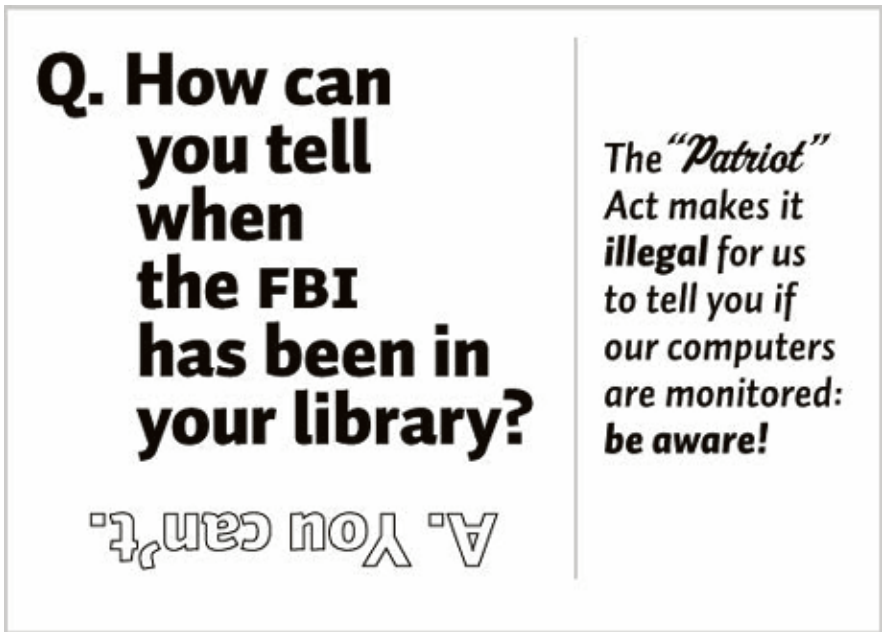 Q. How can
you tell
when
the FBI
has been in
your library?
A. You can't.
The “Patriot”
Act makes it
illegal for us
to tell you if
our computers
are monitored:
be aware!